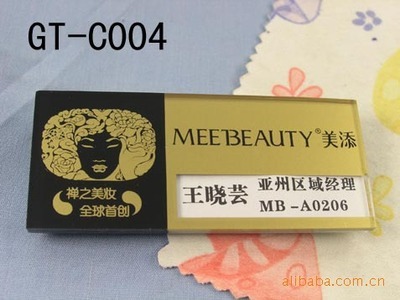 GT-C004
MEETBEAUTY®美添
禅之美妆
全球首创
王晓芸
亚州区域经理
MB-A0206
alibaba.com.cn